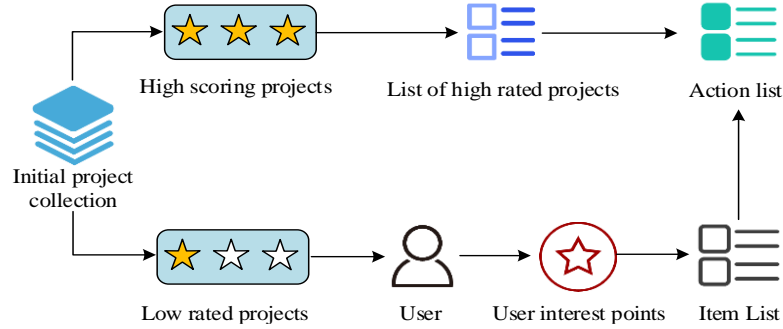 High scoring projects
List of high rated projects
Action list
Initial project
collection
Low rated projects
User
User interest points
Item List